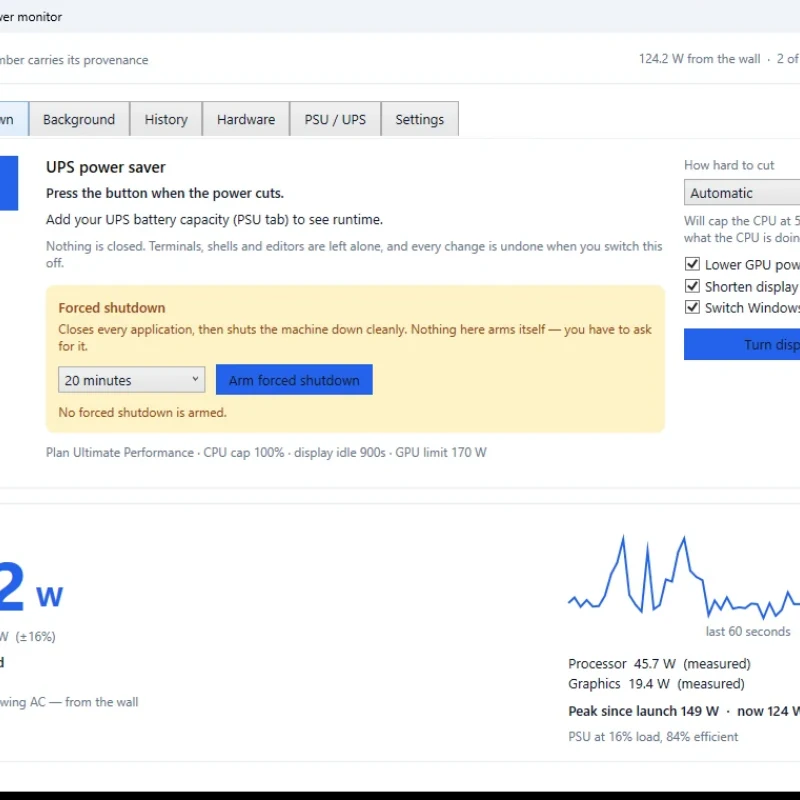 wer monitor
mber carries its provenance
124.2 W from the wall · 2 of
wn
Background
History
Hardware
PSU / UPS
Settings
UPS power saver
Press the button when the power cuts.
Add your UPS battery capacity (PSU tab) to see runtime.
Nothing is closed. Terminals, shells and editors are left alone, and every change is undone when you switch this
off.
How hard to cut
Automatic
Will cap the CPU at 5
what the CPU is doin
Lower GPU pow
Shorten display
Switch Windows
Turn disp
Forced shutdown
Closes every application, then shuts the machine down cleanly. Nothing here arms itself — you have to ask
for it.
20 minutes
Arm forced shutdown
No forced shutdown is armed.
Plan Ultimate Performance · CPU cap 100% · display idle 900s · GPU limit 170 W
2 W
W (±16%)
d
wing AC — from the wall
last 60 seconds
Processor 45.7 W (measured)
Graphics 19.4 W (measured)
Peak since launch 149 W · now 124 W
PSU at 16% load, 84% efficient